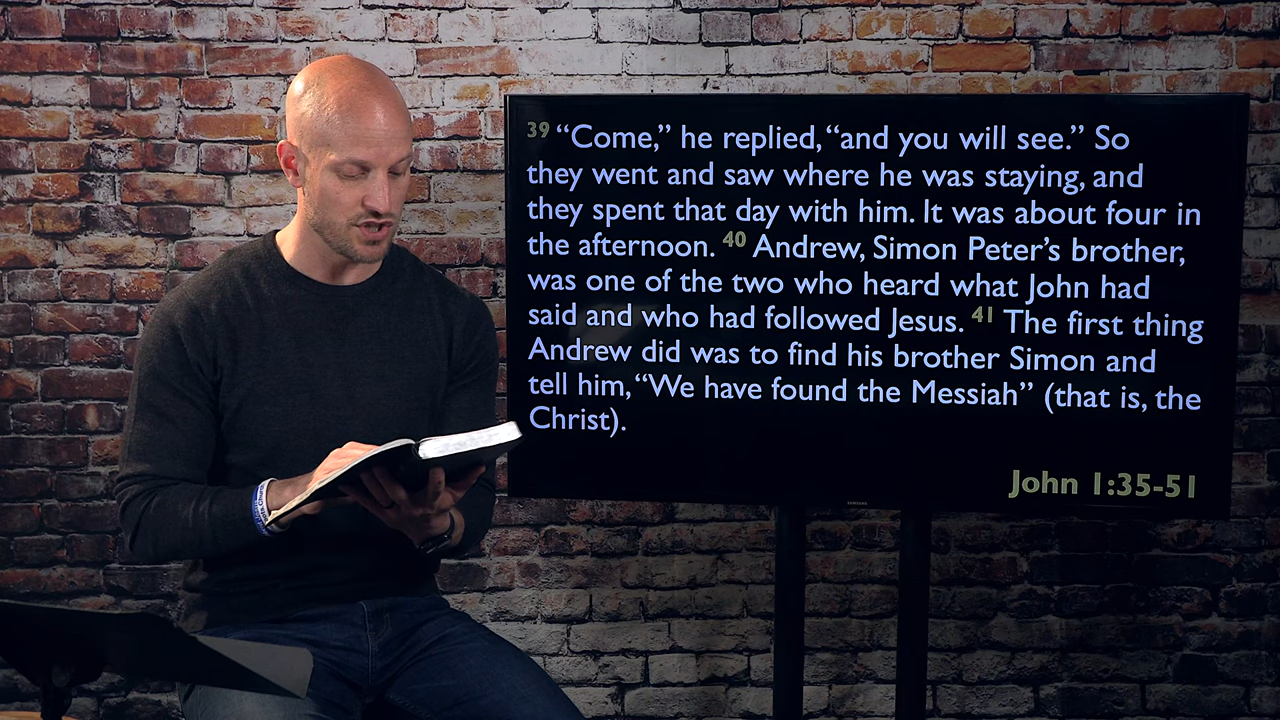 39 “Come,” he replied, “and you will see.” So
they went and saw where he was staying, and
they spent that day with him. It was about four in
the afternoon. 40 Andrew, Simon Peter’s brother,
was one of the two who heard what John had
said and who had followed Jesus. 41 The first thing
Andrew did was to find his brother Simon and
tell him, “We have found the Messiah” (that is, the
Christ).
John 1:35-51
SAMSUNG